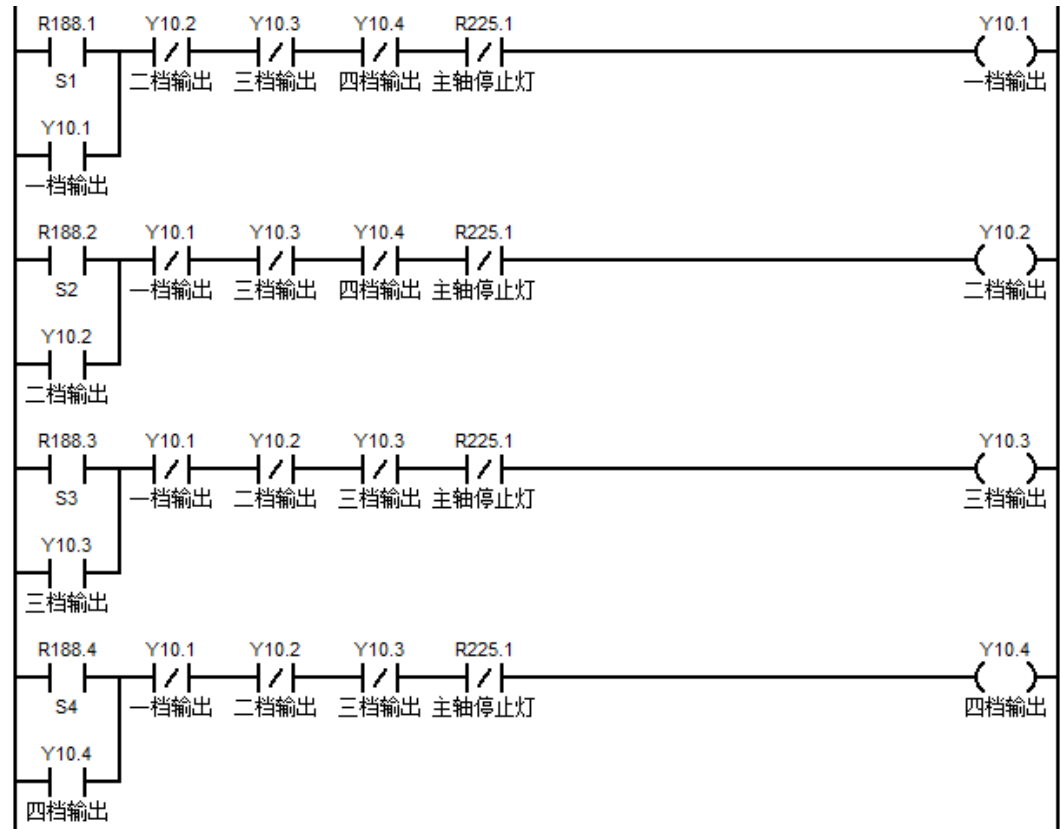 R188.1 Y10.2 Y10.3 Y10.4 R225.1 Y10.1
S1 二档输出 三档输出 四档输出 主轴停止灯 一档输出
Y10.1
一档输出
R188.2 Y10.1 Y10.3 Y10.4 R225.1 Y10.2
S2 一档输出 三档输出 四档输出 主轴停止灯 二档输出
Y10.2
二档输出
R188.3 Y10.1 Y10.2 Y10.3 R225.1 Y10.3
S3 一档输出 二档输出 三档输出 主轴停止灯 三档输出
Y10.3
三档输出
R188.4 Y10.1 Y10.2 Y10.3 R225.1 Y10.4
S4 一档输出 二档输出 三档输出 主轴停止灯 四档输出
Y10.4
四档输出